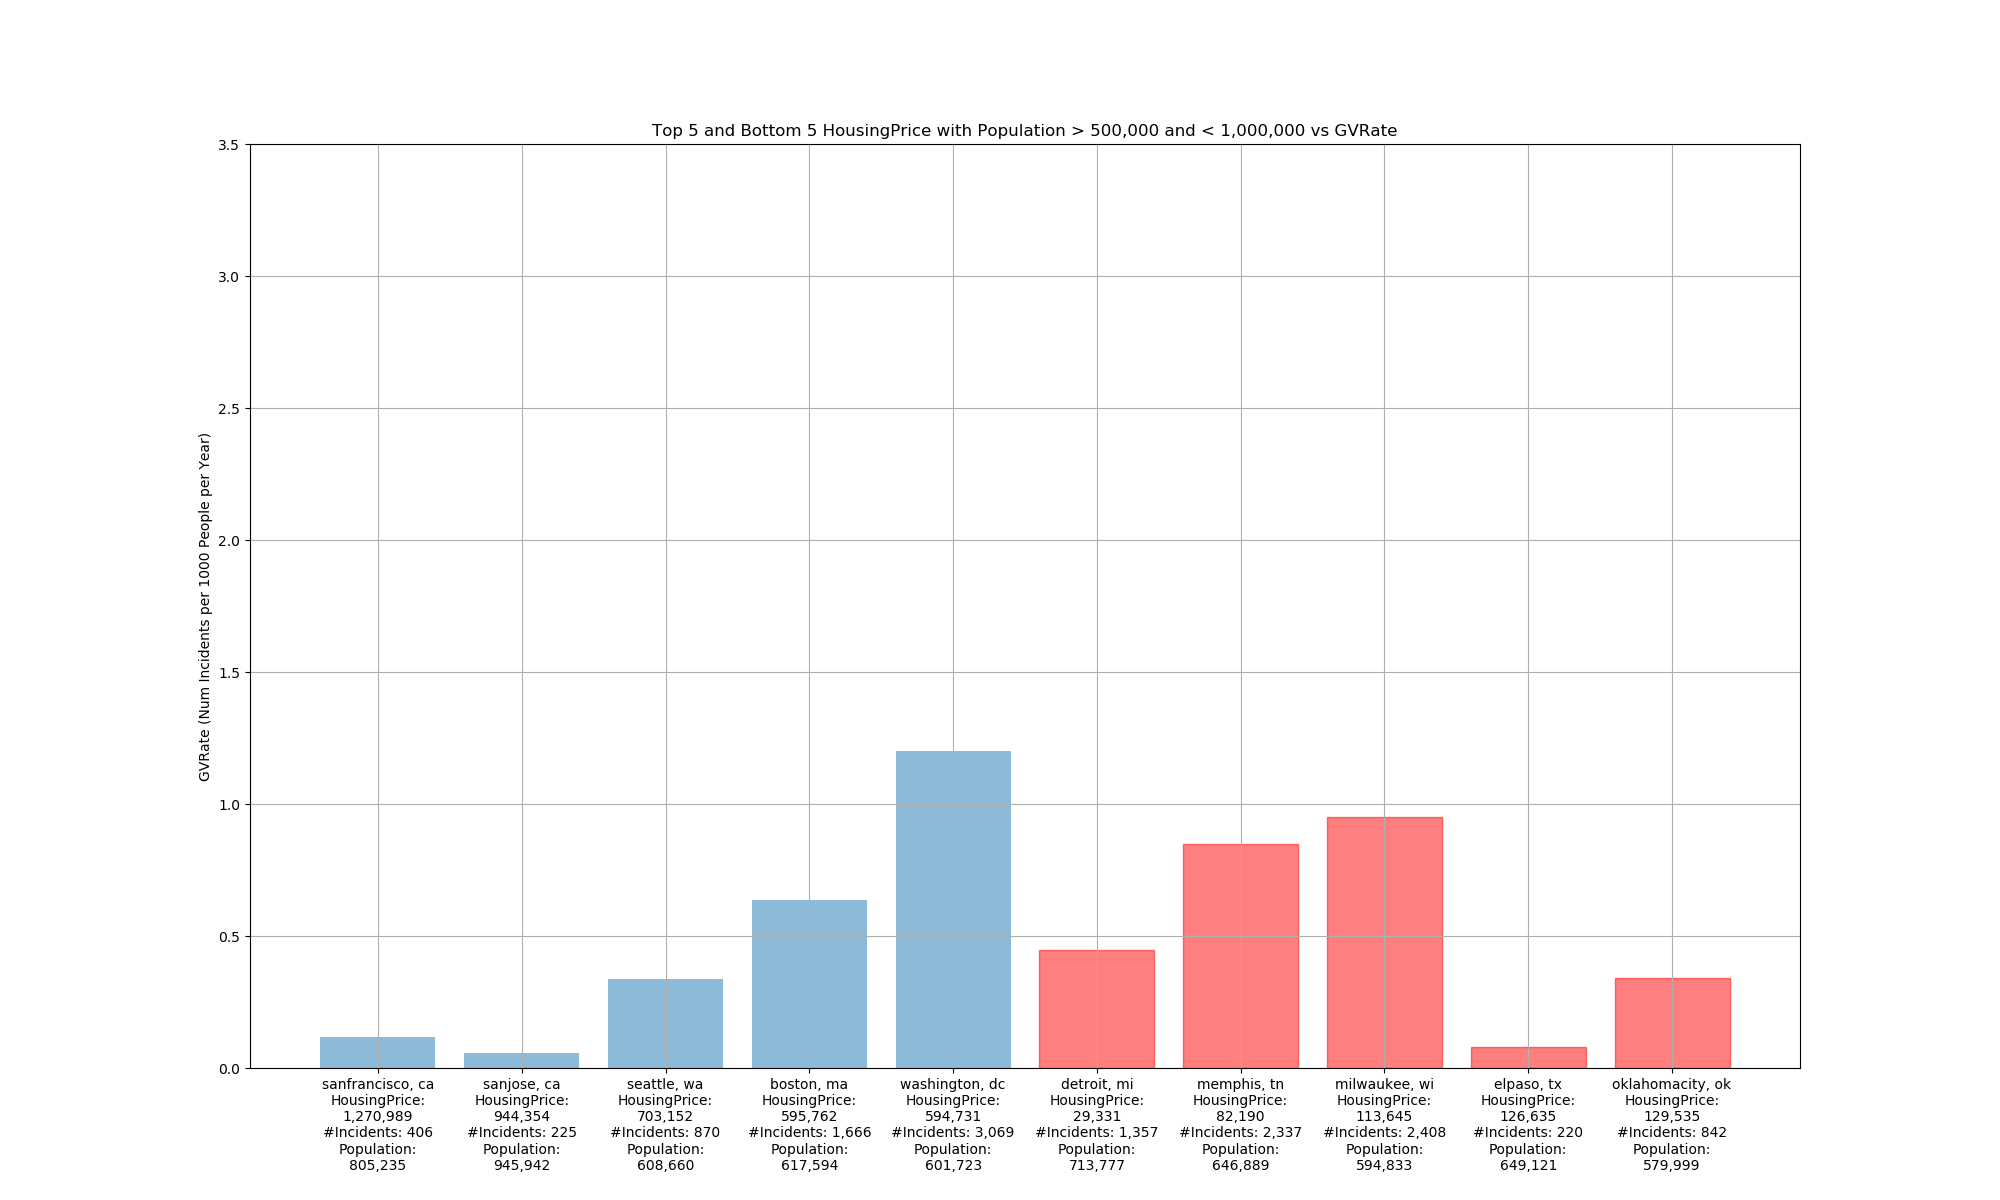 Top 5 and Bottom 5 HousingPrice with Population > 500,000 and < 1,000,000 vs GVRate
GVRate (Num Incidents per 1000 People per Year)
3.5
3.0
2.5
2.0
1.5
1.0
0.5
0.0
sanfrancisco, ca
HousingPrice:
1,270,989
#Incidents: 406
Population:
805,235
sanjose, ca
HousingPrice:
944,354
#Incidents: 225
Population:
945,942
seattle, wa
HousingPrice:
703,152
#Incidents: 870
Population:
608,660
boston, ma
HousingPrice:
595,762
#Incidents: 1,666
Population:
617,594
washington, dc
HousingPrice:
594,731
#Incidents: 3,069
Population:
601,723
detroit, mi
HousingPrice:
29,331
#Incidents: 1,357
Population:
713,777
memphis, tn
HousingPrice:
82,190
#Incidents: 2,337
Population:
646,889
milwaukee, wi
HousingPrice:
113,645
#Incidents: 2,408
Population:
594,833
elpaso, tx
HousingPrice:
126,635
#Incidents: 220
Population:
649,121
oklahomacity, ok
HousingPrice:
129,535
#Incidents: 842
Population:
579,999